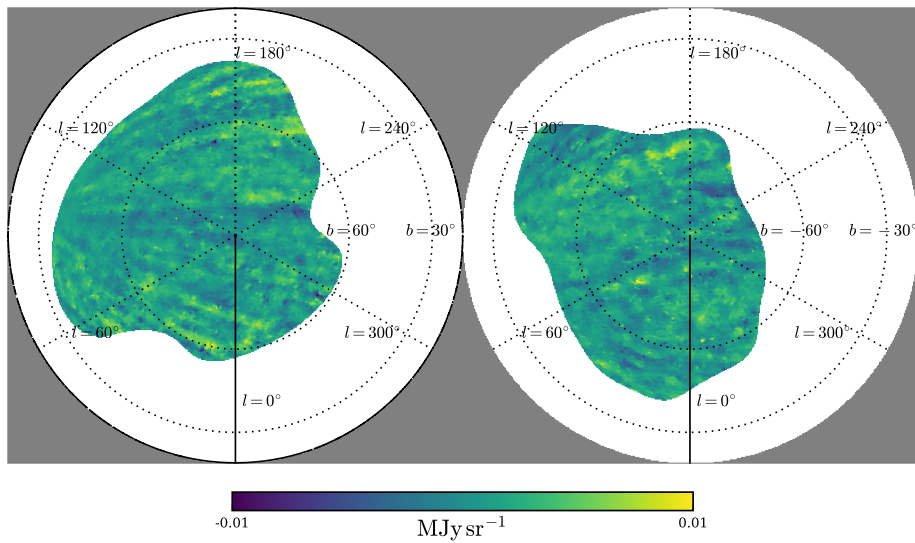 l = 180°
l = 180°
l = 120°
l = 240°
l = 120°
l = 240°
b = 60°
b = 30°
b = −60°
b = −30°
l = 60°
l = 300°
l = 60°
l = 300°
l = 0°
l = 0°
-0.01
0.01
MJy sr⁻¹